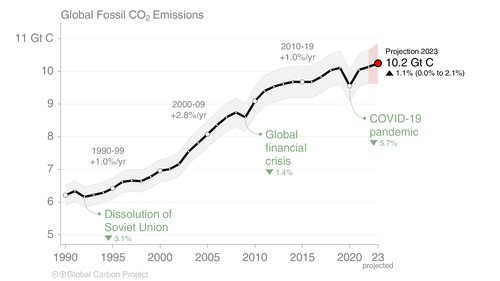 Global Fossil CO₂ Emissions
11 Gt C
10
9
8
7
6
5
1990-99
+1.0%/yr
2000-09
+2.8%/yr
2010-19
+1.0%/yr
Projection 2023
10.2 Gt C
▲ 1.1% (0.0% to 2.1%)
Dissolution of
Soviet Union
▼ 3.1%
Global
financial
crisis
▼ 1.4%
COVID-19
pandemic
▼ 5.7%
1990 1995 2000 2005 2010 2015 2020 23
projected
Global Carbon Project